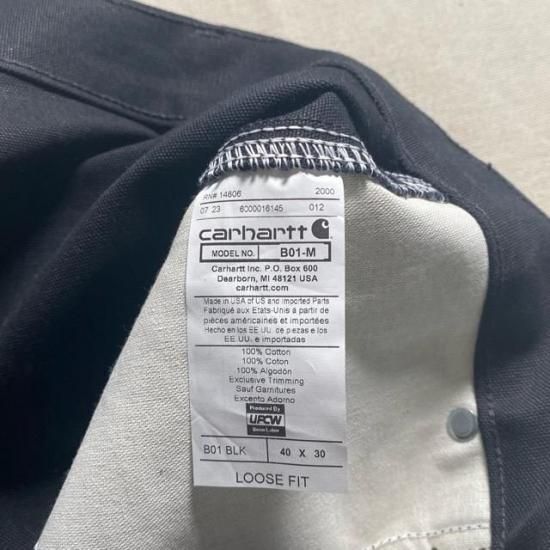 RN# 14806 2000
07 23 6000016145 012
carhartt
MODEL NO. B01-M
Carhartt Inc. P.O. Box 600
Dearborn, MI 48121 USA
carhartt.com
Made in USA of US and Imported Parts
Fabriqué aux Etats-Unis à partir de
pièces américaines et importées
Hecho en los EE.UU. de piezas e los
EE.UU. e importadas
100% Cotton
100% Coton
100% Algodón
Exclusive Trimming
Sauf Garnitures
Excento Adorno
Produced By
UFCW
Union Labor
B01 BLK 40 X 30
LOOSE FIT